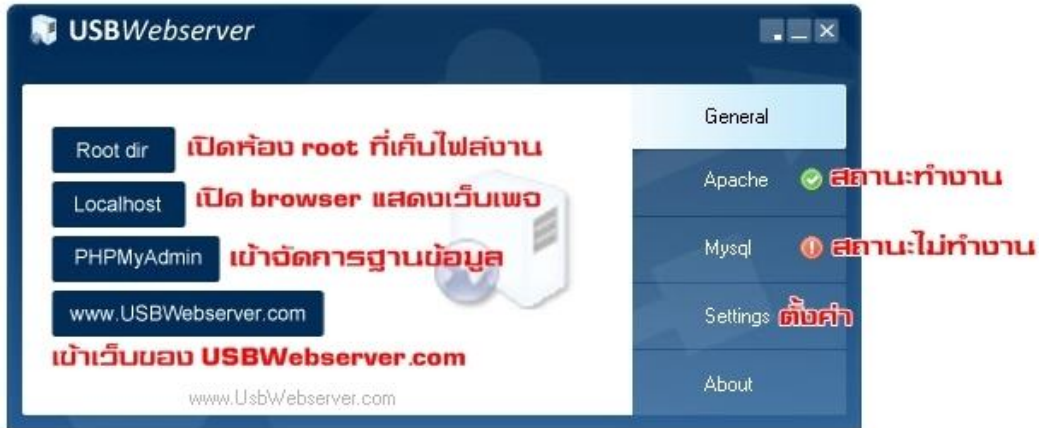 USBWebserver
Root dir เปิดห้อง root ที่เก็บไฟล์งาน
Localhost เปิด browser แสดงเว็บเพจ
PHPMyAdmin เข้าจัดการฐานข้อมูล
www.USBWebserver.com
เข้าเว็บของ USBWebserver.com
www.UsbWebserver.com
General
Apache สถานะทำงาน
Mysql สถานะไม่ทำงาน
Settings ตั้งค่า
About